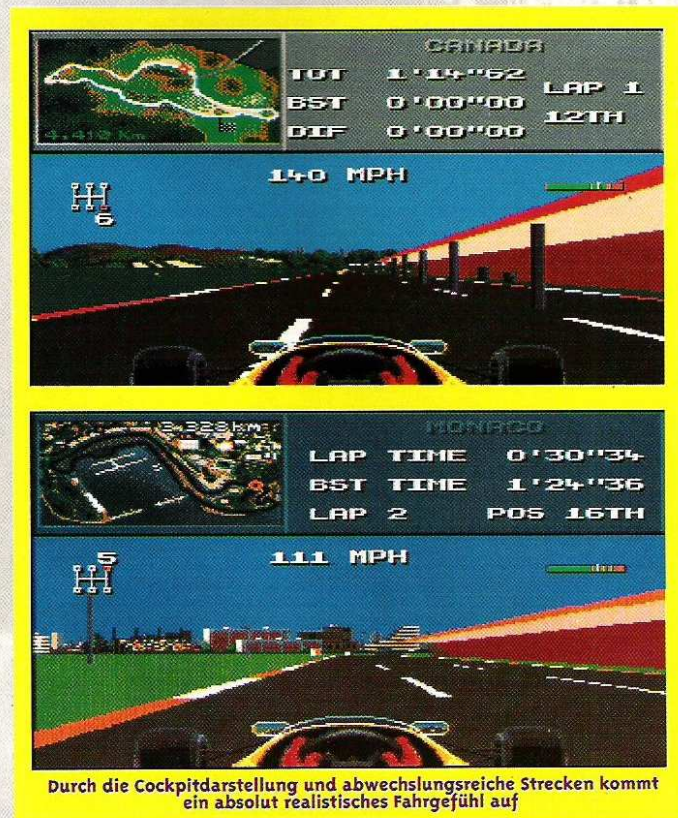 CANADA
TOT 1'14"62
LAP 1
BST 0'00"00
12TH
DIF 0'00"00
4.410 Km
140 MPH
6
3.328 km
MONACO
LAP TIME 0'30"34
BST TIME 1'24"36
LAP 2 POS 16TH
5
111 MPH
Durch die Cockpitdarstellung und abwechslungsreiche Strecken kommt
ein absolut realistisches Fahrgefühl auf